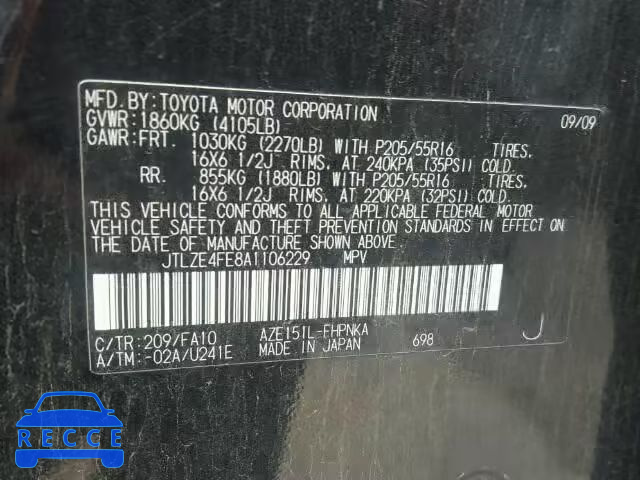 MFD. BY: TOYOTA MOTOR CORPORATION 09/09
GVWR: 1860KG (4105LB)
GAWR: FRT. 1030KG (2270LB) WITH P205/55R16 TIRES,
16X6 1/2J RIMS, AT 240KPA (35PSI) COLD.
RR. 855KG (1880LB) WITH P205/55R16 TIRES,
16X6 1/2J RIMS, AT 220KPA (32PSI) COLD.
THIS VEHICLE CONFORMS TO ALL APPLICABLE FEDERAL MOTOR
VEHICLE SAFETY AND THEFT PREVENTION STANDARDS IN EFFECT ON
THE DATE OF MANUFACTURE SHOWN ABOVE.
JTLZE4FE8A1106229 MPV
C/TR: 209/FA10 AZE151L-FHPNKA
A/TM: -02A/U241E MADE IN JAPAN 698 J
RECGE